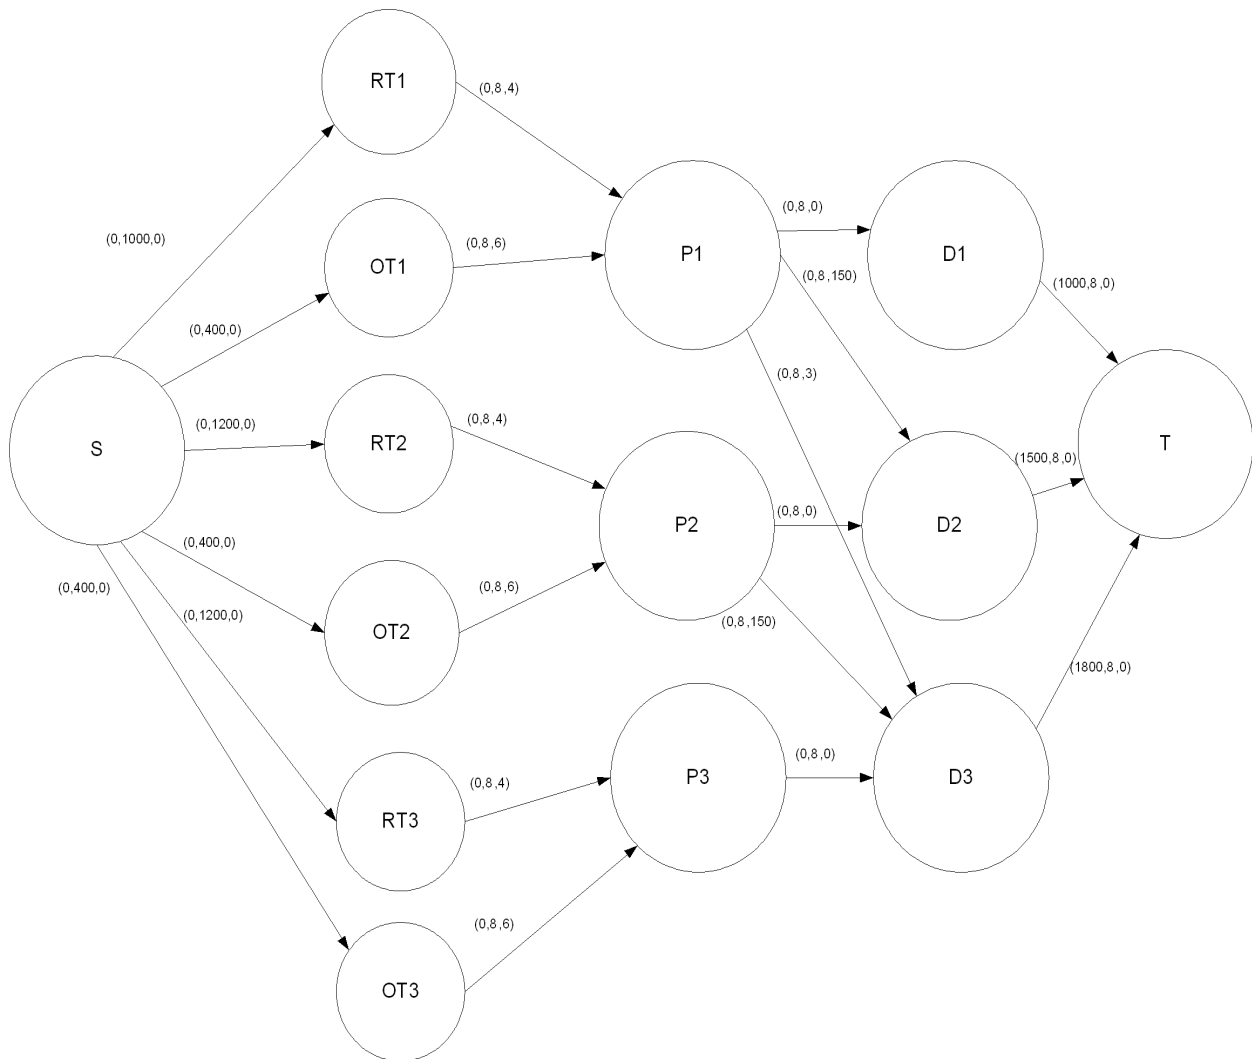 RT1
(0,8,4)
(0,1000,0)
OT1
(0,8,6)
P1
(0,8,0)
D1
(0,8,150)
(1000,8,0)
(0,400,0)
(0,8,3)
S
(0,1200,0)
RT2
(0,8,4)
T
(1500,8,0)
P2
(0,8,0)
D2
(0,400,0)
(0,400,0)
(0,8,6)
(0,1200,0)
OT2
(0,8,150)
(1800,8,0)
(0,8,4)
P3
(0,8,0)
D3
RT3
(0,8,6)
OT3